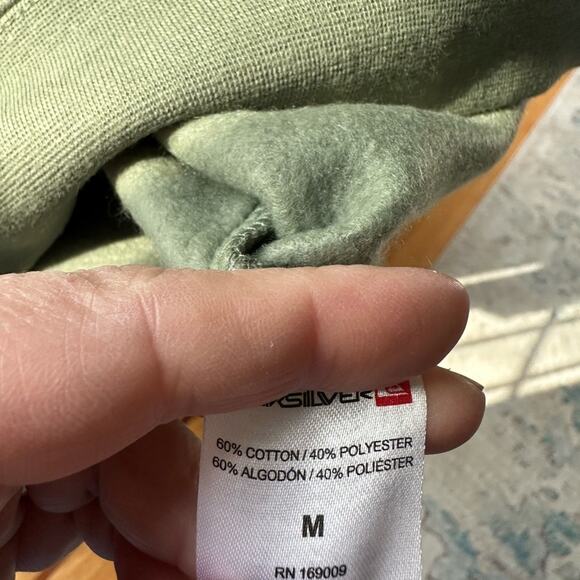 60% COTTON / 40% POLYESTER
60% ALGODÓN / 40% POLIÉSTER
M
RN 169009